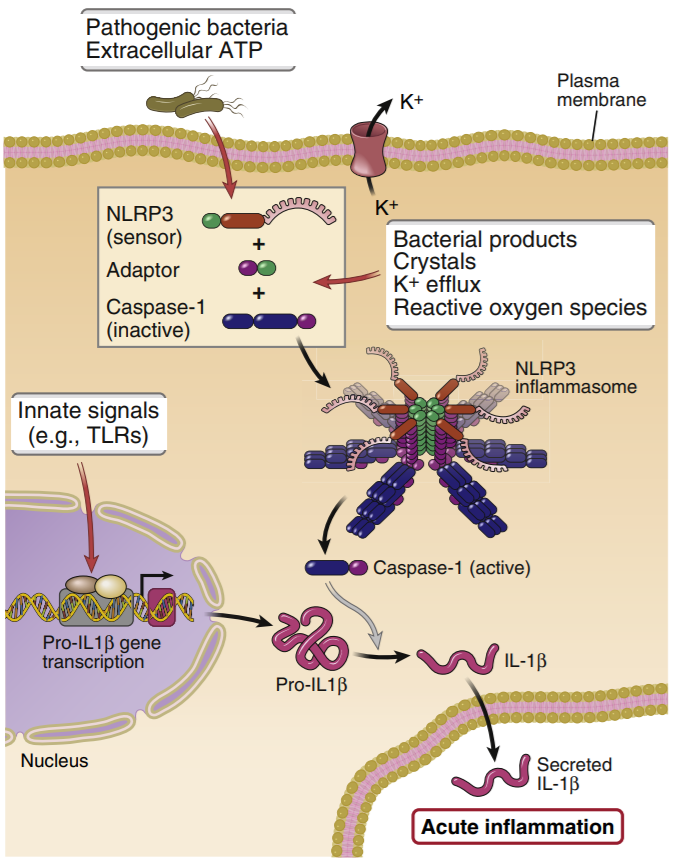 Pathogenic bacteria
Extracellular ATP
K+
Plasma
membrane
K+
NLRP3
(sensor)
+
Adaptor
+
Caspase-1
(inactive)
Bacterial products
Crystals
K+ efflux
Reactive oxygen species
NLRP3
inflammasome
Innate signals
(e.g., TLRs)
Caspase-1 (active)
Pro-IL1β gene
transcription
Pro-IL1β
IL-1β
Nucleus
Secreted
IL-1β
Acute inflammation